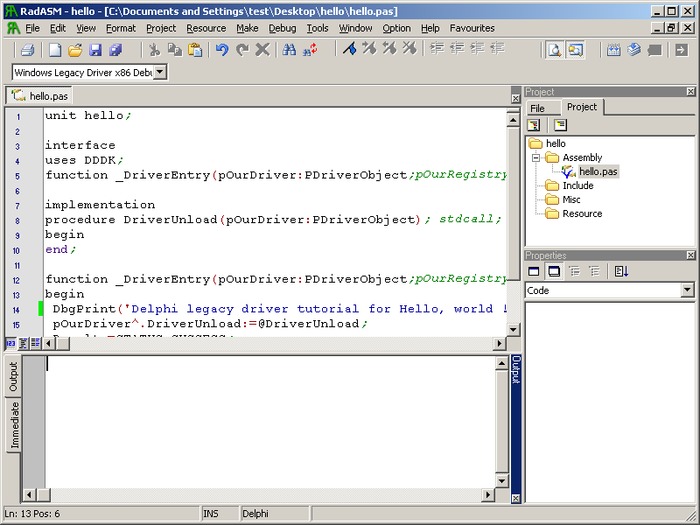 RadASM - hello - [C:\Documents and Settings\test\Desktop\hello\hello.pas]
File Edit View Format Project Resource Make Debug Tools Window Option Help Favourites
Windows Legacy Driver x86 Debu
hello.pas
1 unit hello;
2
3 interface
4 uses DDDK;
5 function _DriverEntry(pOurDriver:PDriverObject;pOurRegistry
6
7 implementation
8 procedure DriverUnload(pOurDriver:PDriverObject); stdcall;
9 begin
10 end;
11
12 function _DriverEntry(pOurDriver:PDriverObject;pOurRegistry
13 begin
14 DbgPrint('Delphi legacy driver tutorial for Hello, world !
15 pOurDriver^.DriverUnload:=@DriverUnload;
Project
File Project
hello
Assembly
hello.pas
Include
Misc
Resource
Properties
Code
Output
Immediate
Output
Ln: 13 Pos: 6 INS Delphi